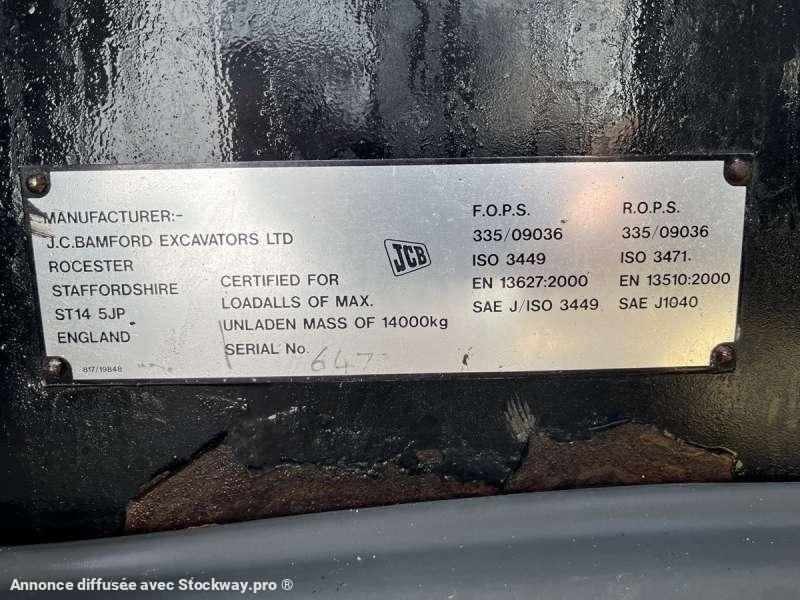 MANUFACTURER:-
J.C.BAMFORD EXCAVATORS LTD
ROCESTER
STAFFORDSHIRE
ST14 5JP
ENGLAND
817/19848
JCB
CERTIFIED FOR
LOADALLS OF MAX.
UNLADEN MASS OF 14000kg
SERIAL No. 647
F.O.P.S.
335/09036
ISO 3449
EN 13627:2000
SAE J/ISO 3449
R.O.P.S.
335/09036
ISO 3471.
EN 13510:2000
SAE J1040
Annonce diffusée avec Stockway.pro ®